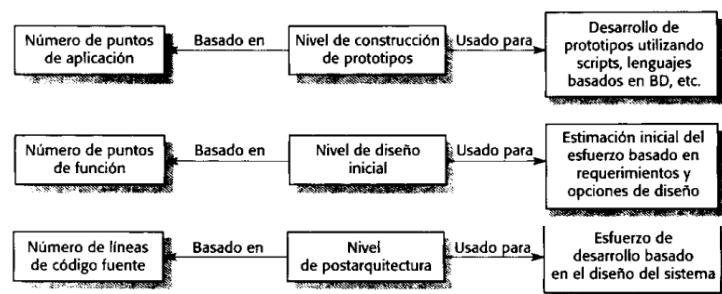 Número de puntos
de aplicación
Basado en
Nivel de construcción
de prototipos
Usado para
Desarrollo de
prototipos utilizando
scripts, lenguajes
basados en BD, etc.
Número de puntos
de función
Basado en
Nivel de diseño
inicial
Usado para
Estimación inicial del
esfuerzo basado en
requerimientos y
opciones de diseño
Número de líneas
de código fuente
Basado en
Nivel
de postarquitectura
Usado para
Esfuerzo de
desarrollo basado
en el diseño del sistema